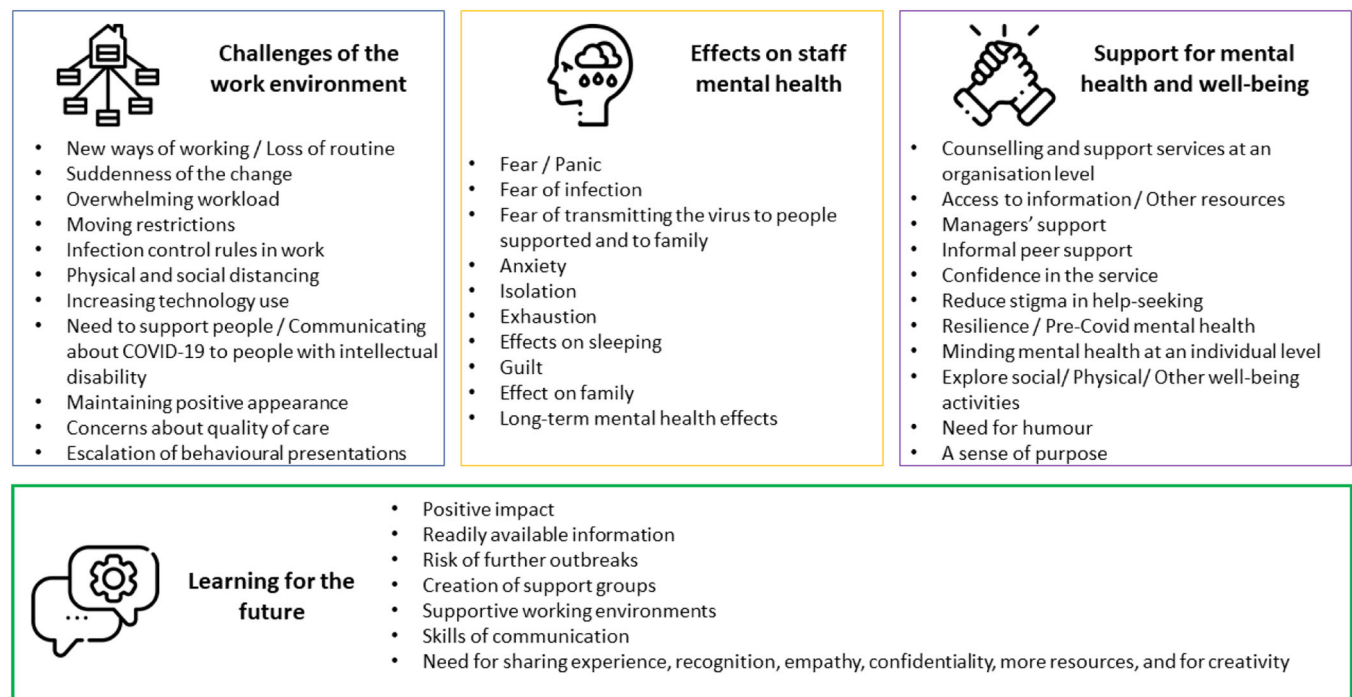 Challenges of the
work environment
• New ways of working / Loss of routine
• Suddenness of the change
• Overwhelming workload
• Moving restrictions
• Infection control rules in work
• Physical and social distancing
• Increasing technology use
• Need to support people / Communicating
about COVID-19 to people with intellectual
disability
• Maintaining positive appearance
• Concerns about quality of care
• Escalation of behavioural presentations
Effects on staff
mental health
• Fear / Panic
• Fear of infection
• Fear of transmitting the virus to people
supported and to family
• Anxiety
• Isolation
• Exhaustion
• Effects on sleeping
• Guilt
• Effect on family
• Long-term mental health effects
Support for mental
health and well-being
• Counselling and support services at an
organisation level
• Access to information / Other resources
• Managers’ support
• Informal peer support
• Confidence in the service
• Reduce stigma in help-seeking
• Resilience / Pre-Covid mental health
• Minding mental health at an individual level
• Explore social/ Physical/ Other well-being
activities
• Need for humour
• A sense of purpose
Learning for the
future
• Positive impact
• Readily available information
• Risk of further outbreaks
• Creation of support groups
• Supportive working environments
• Skills of communication
• Need for sharing experience, recognition, empathy, confidentiality, more resources, and for creativity